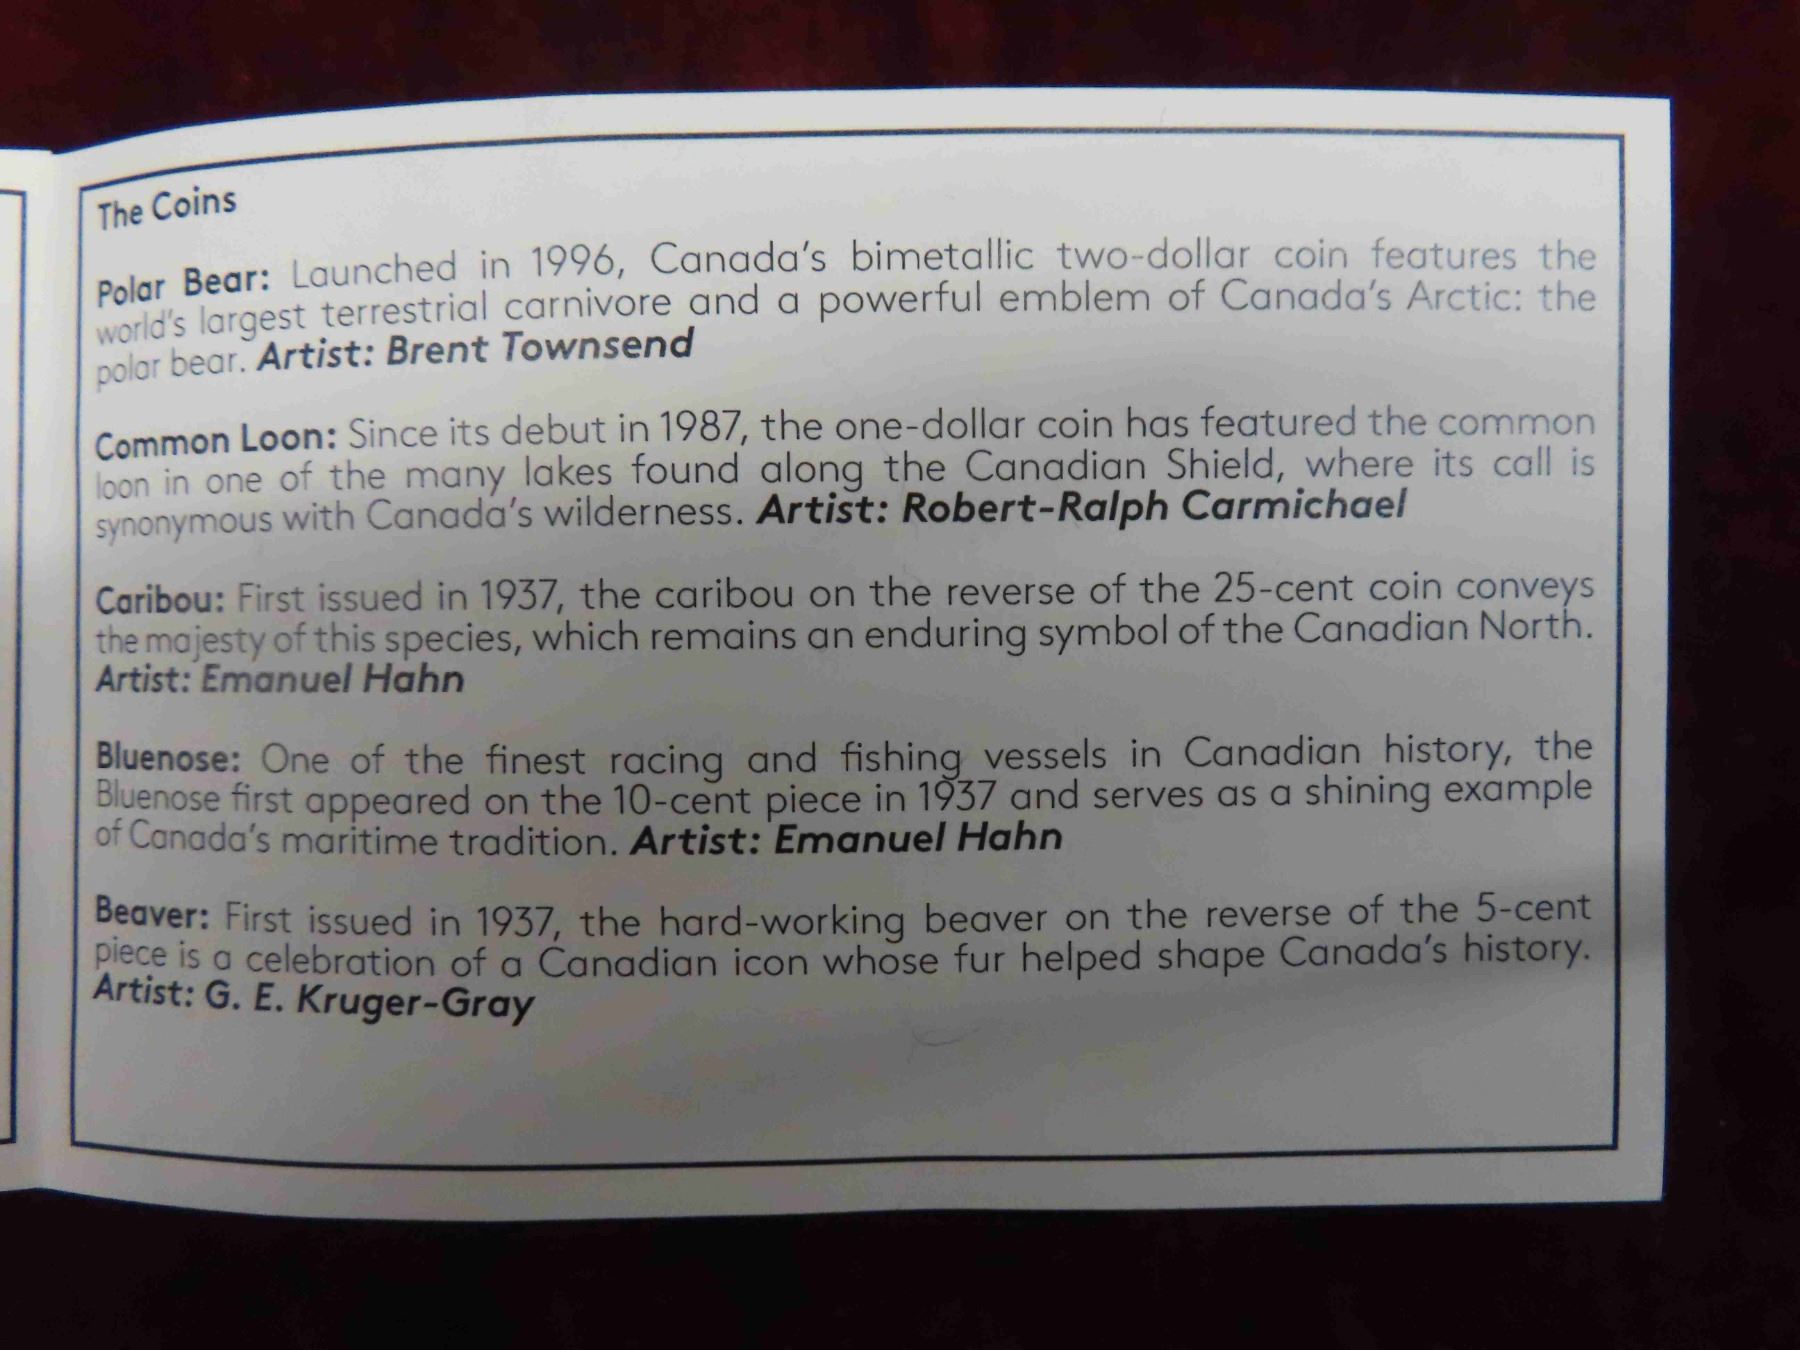 The Coins
Polar Bear: Launched in 1996, Canada's bimetallic two-dollar coin features the
world's largest terrestrial carnivore and a powerful emblem of Canada's Arctic: the
polar bear. Artist: Brent Townsend
Common Loon: Since its debut in 1987, the one-dollar coin has featured the common
loon in one of the many lakes found along the Canadian Shield, where its call is
synonymous with Canada's wilderness. Artist: Robert-Ralph Carmichael
Caribou: First issued in 1937, the caribou on the reverse of the 25-cent coin conveys
the majesty of this species, which remains an enduring symbol of the Canadian North.
Artist: Emanuel Hahn
Bluenose: One of the finest racing and fishing vessels in Canadian history, the
Bluenose first appeared on the 10-cent piece in 1937 and serves as a shining example
of Canada's maritime tradition. Artist: Emanuel Hahn
Beaver: First issued in 1937, the hard-working beaver on the reverse of the 5-cent
piece is a celebration of a Canadian icon whose fur helped shape Canada's history.
Artist: G. E. Kruger-Gray